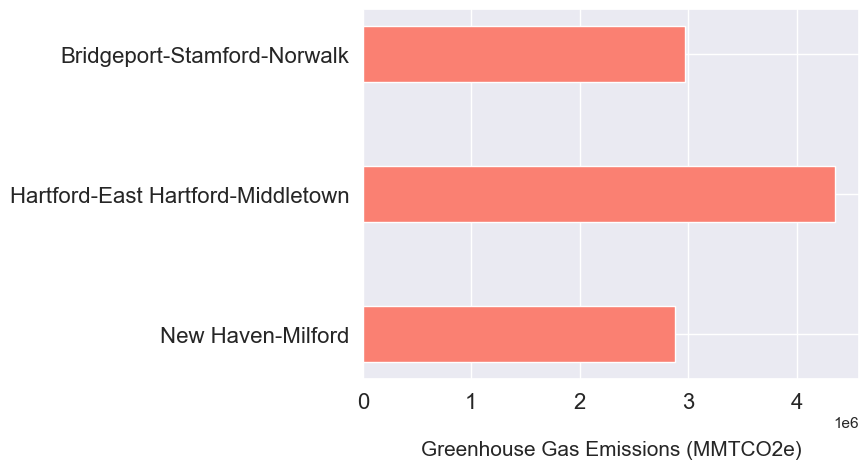 Bridgeport-Stamford-Norwalk
Hartford-East Hartford-Middletown
New Haven-Milford
0 1 2 3 4
1e6
Greenhouse Gas Emissions (MMTCO2e)